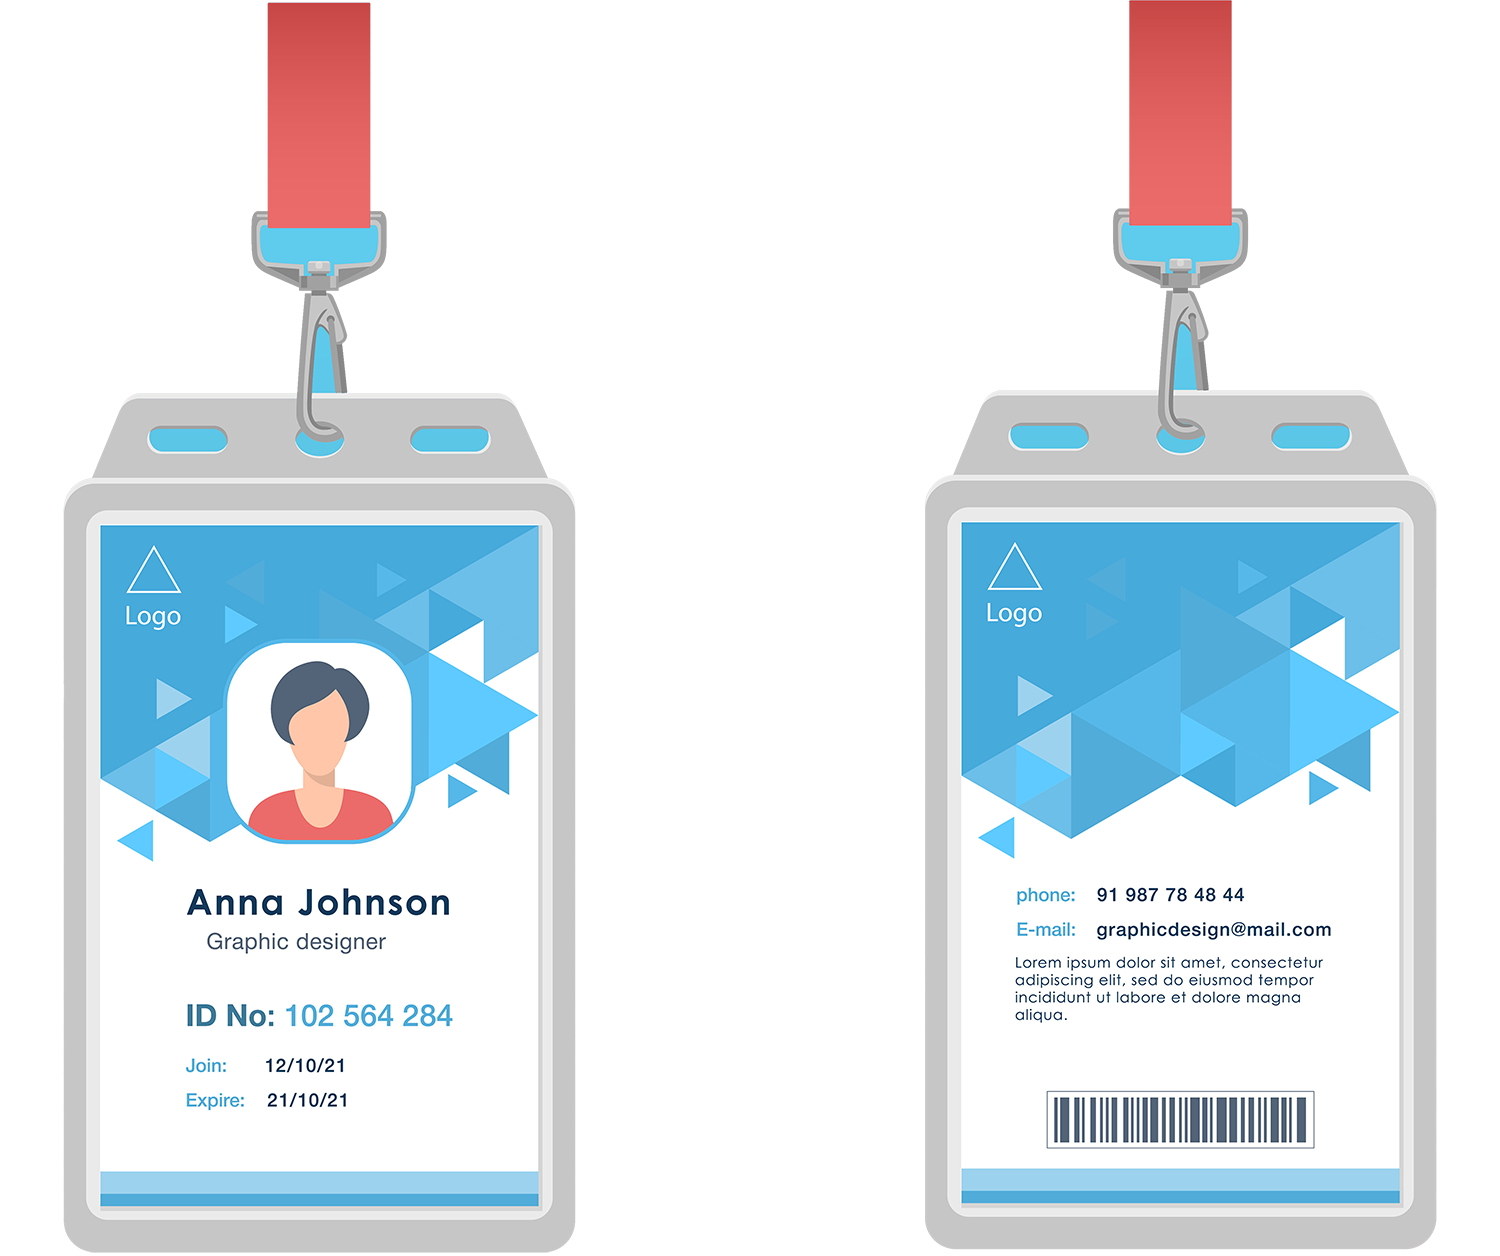 Logo
Anna Johnson
Graphic designer
ID No: 102 564 284
Join: 12/10/21
Expire: 21/10/21
Logo
phone: 91 987 78 48 44
E-mail: graphicdesign@mail.com
Lorem ipsum dolor sit amet, consectetur
adipiscing elit, sed do eiusmod tempor
incididunt ut labore et dolore magna
aliqua.